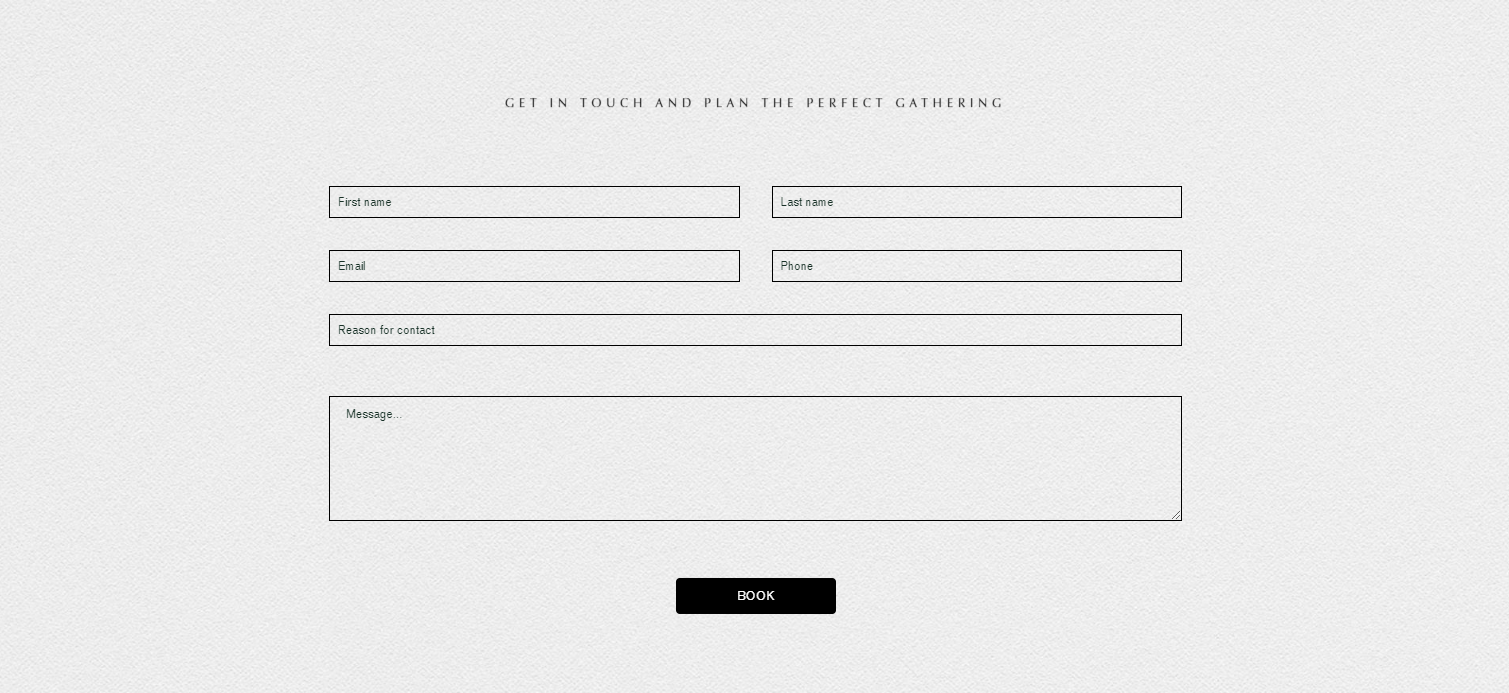 GET IN TOUCH AND PLAN THE PERFECT GATHERING
First name
Last name
Email
Phone
Reason for contact
Message...
BOOK